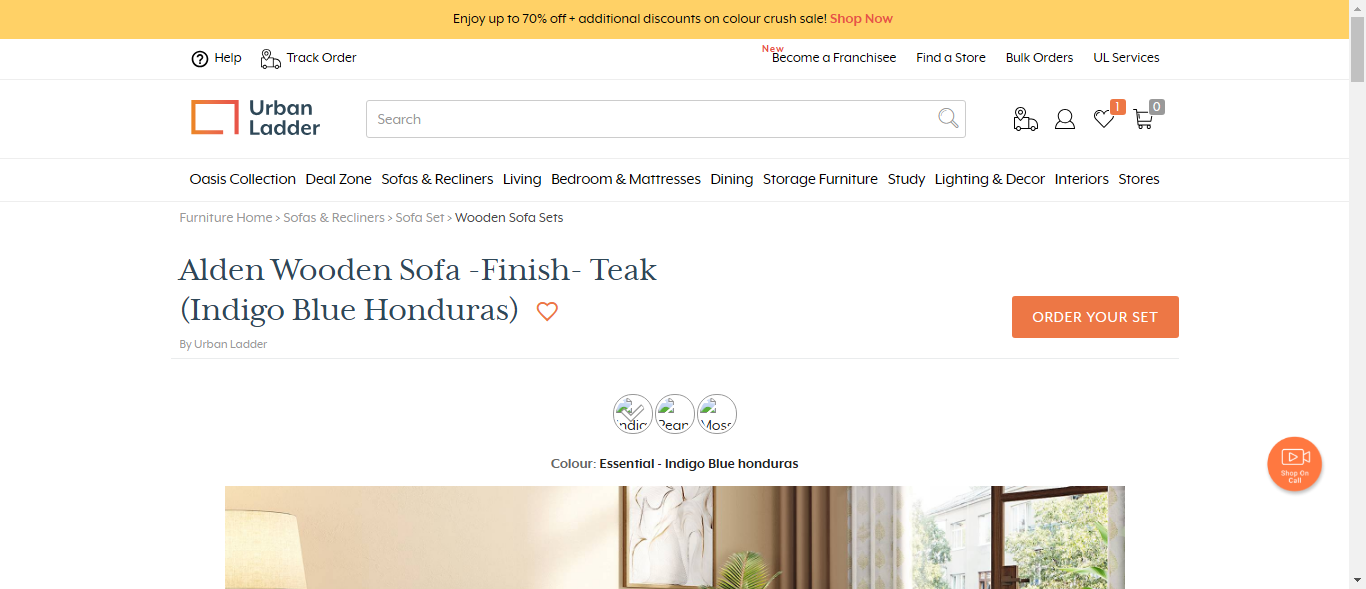 Enjoy up to 70% off + additional discounts on colour crush sale! Shop Now
Help Track Order
New
Become a Franchisee Find a Store Bulk Orders UL Services
Urban
Ladder
Search
1
0
Oasis Collection Deal Zone Sofas & Recliners Living Bedroom & Mattresses Dining Storage Furniture Study Lighting & Decor Interiors Stores
Furniture Home > Sofas & Recliners > Sofa Set > Wooden Sofa Sets
Alden Wooden Sofa -Finish- Teak
(Indigo Blue Honduras)
ORDER YOUR SET
By Urban Ladder
Moss
Colour: Essential - Indigo Blue honduras
Shop On
Call